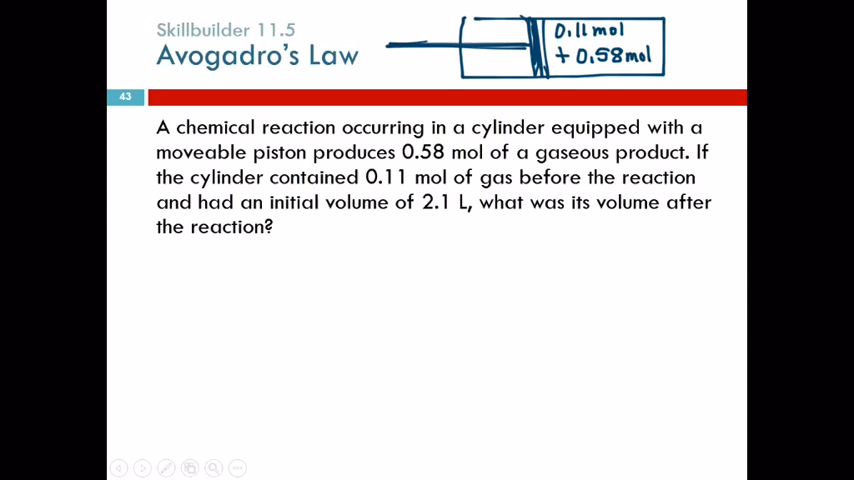 Skillbuilder 11.5
Avogadro's Law
0.11 mol
+ 0.58 mol
43
A chemical reaction occurring in a cylinder equipped with a
moveable piston produces 0.58 mol of a gaseous product. If
the cylinder contained 0.11 mol of gas before the reaction
and had an initial volume of 2.1 L, what was its volume after
the reaction?